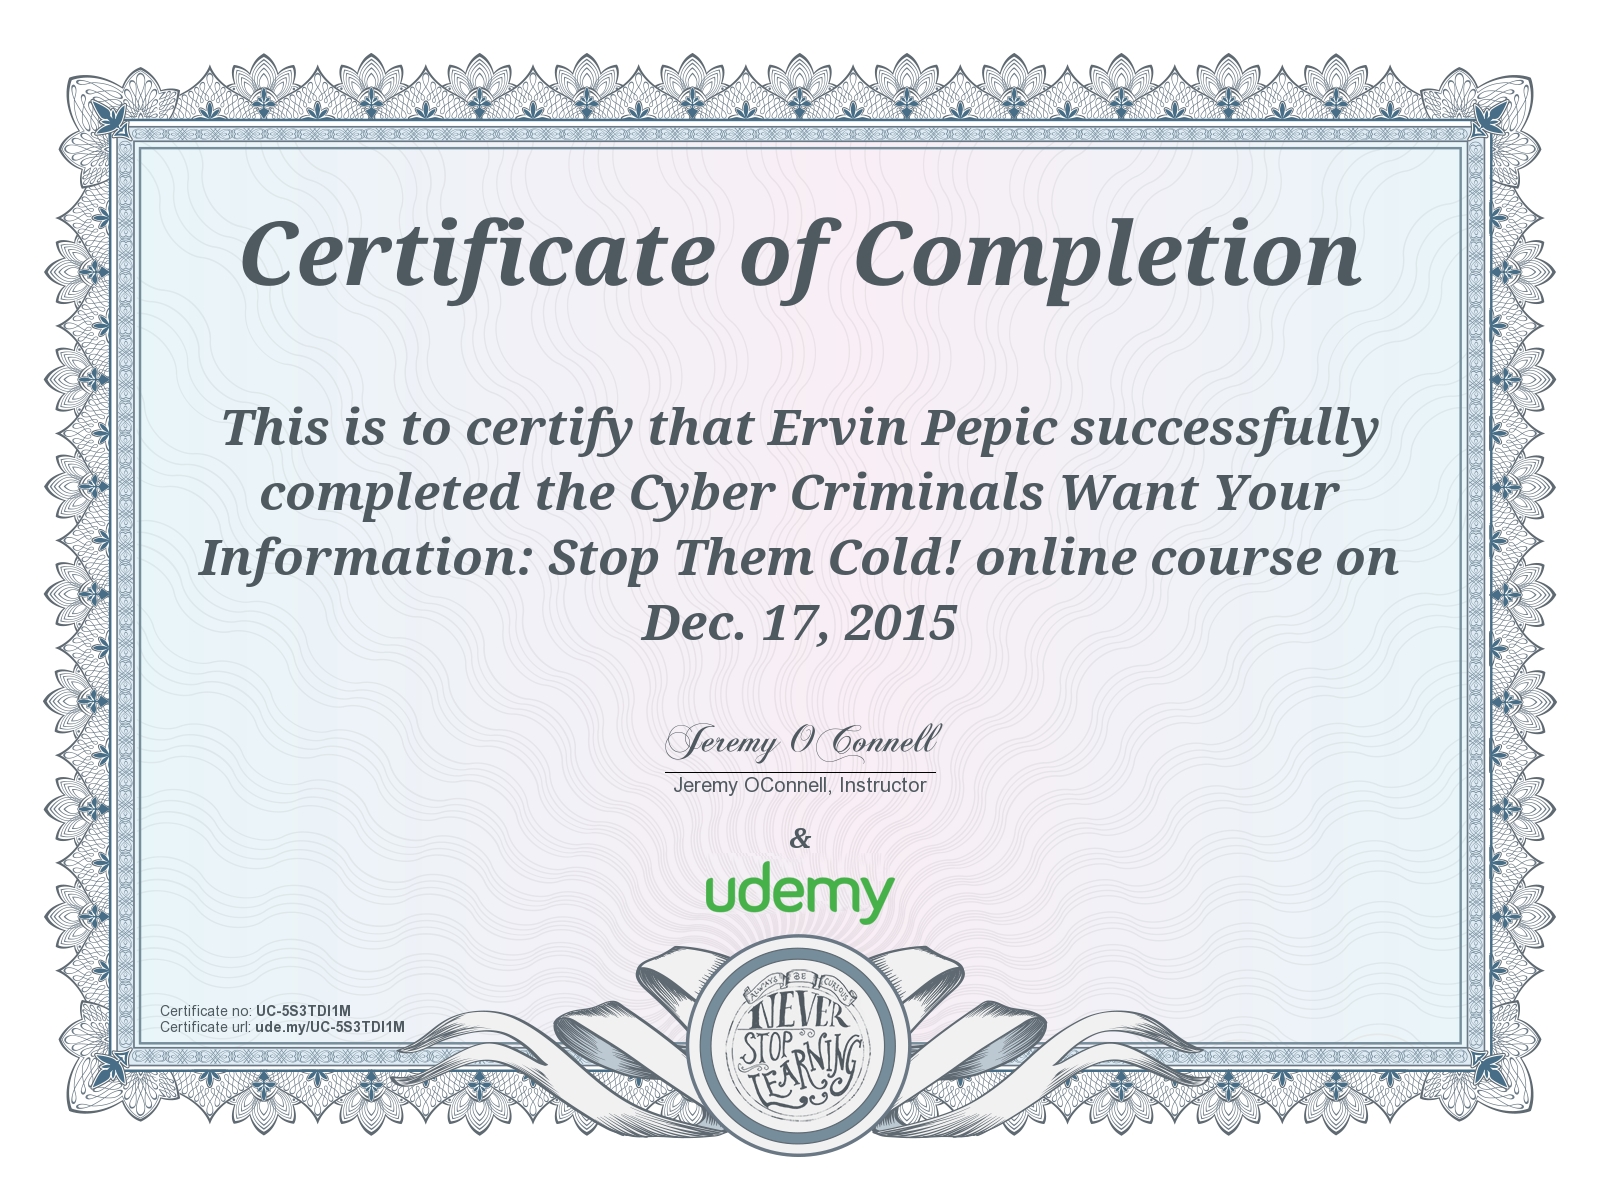 Certificate of Completion
This is to certify that Ervin Pepic successfully
completed the Cyber Criminals Want Your
Information: Stop Them Cold! online course on
Dec. 17, 2015
Jeremy O Connell
Jeremy OConnell, Instructor
&
udemy
Certificate no: UC-5S3TDI1M
Certificate url: ude.my/UC-5S3TDI1M
ALWAYS BE CURIOUS
NEVER
STOP
LEARNING